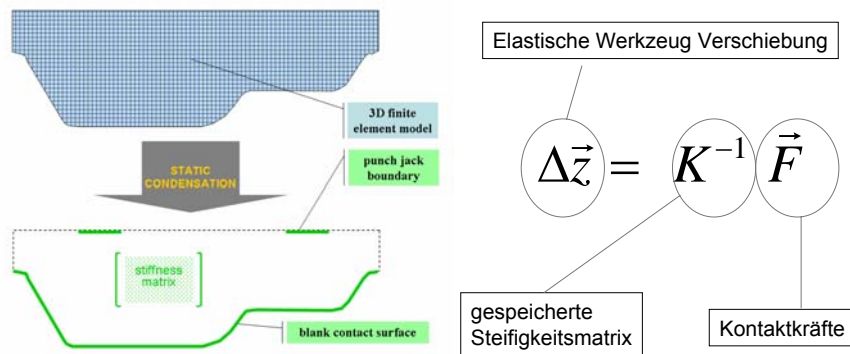 3D finite
element model
STATIC
CONDENSATION
punch jack
boundary
stiffness
matrix
blank contact surface
Elastische Werkzeug Verschiebung
Δz⃗ = K⁻¹ F⃗
gespeicherte
Steifigkeitsmatrix
Kontaktkräfte